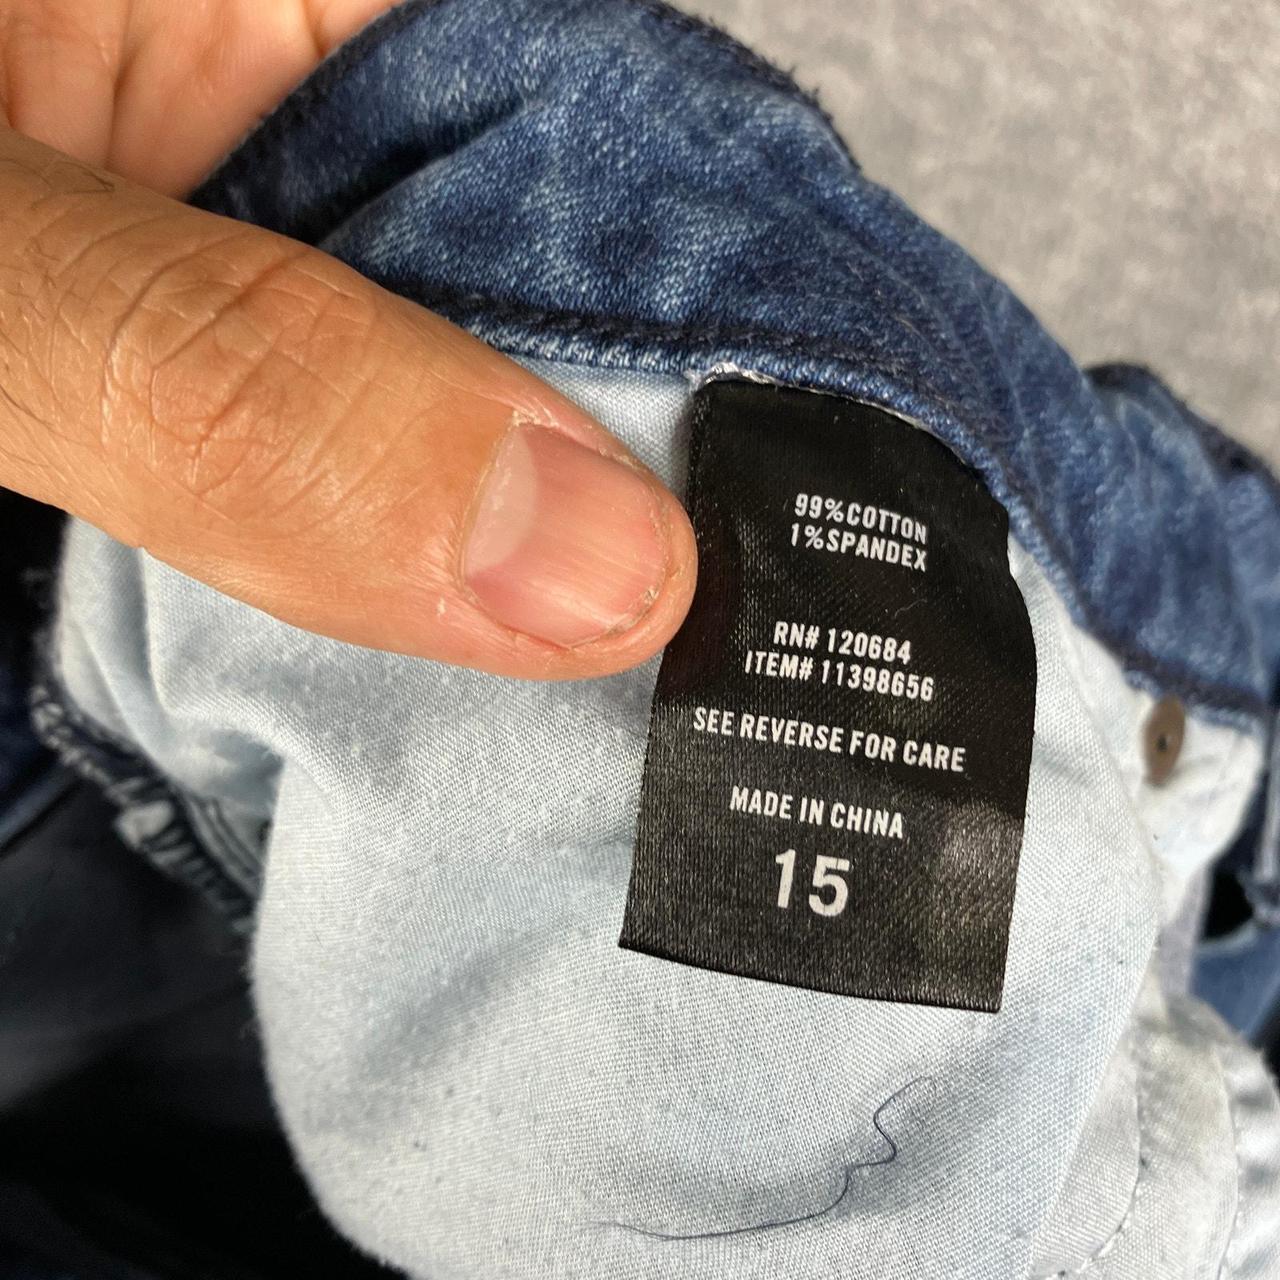 99%COTTON
1%SPANDEX
RN# 120684
ITEM# 11398656
SEE REVERSE FOR CARE
MADE IN CHINA
15